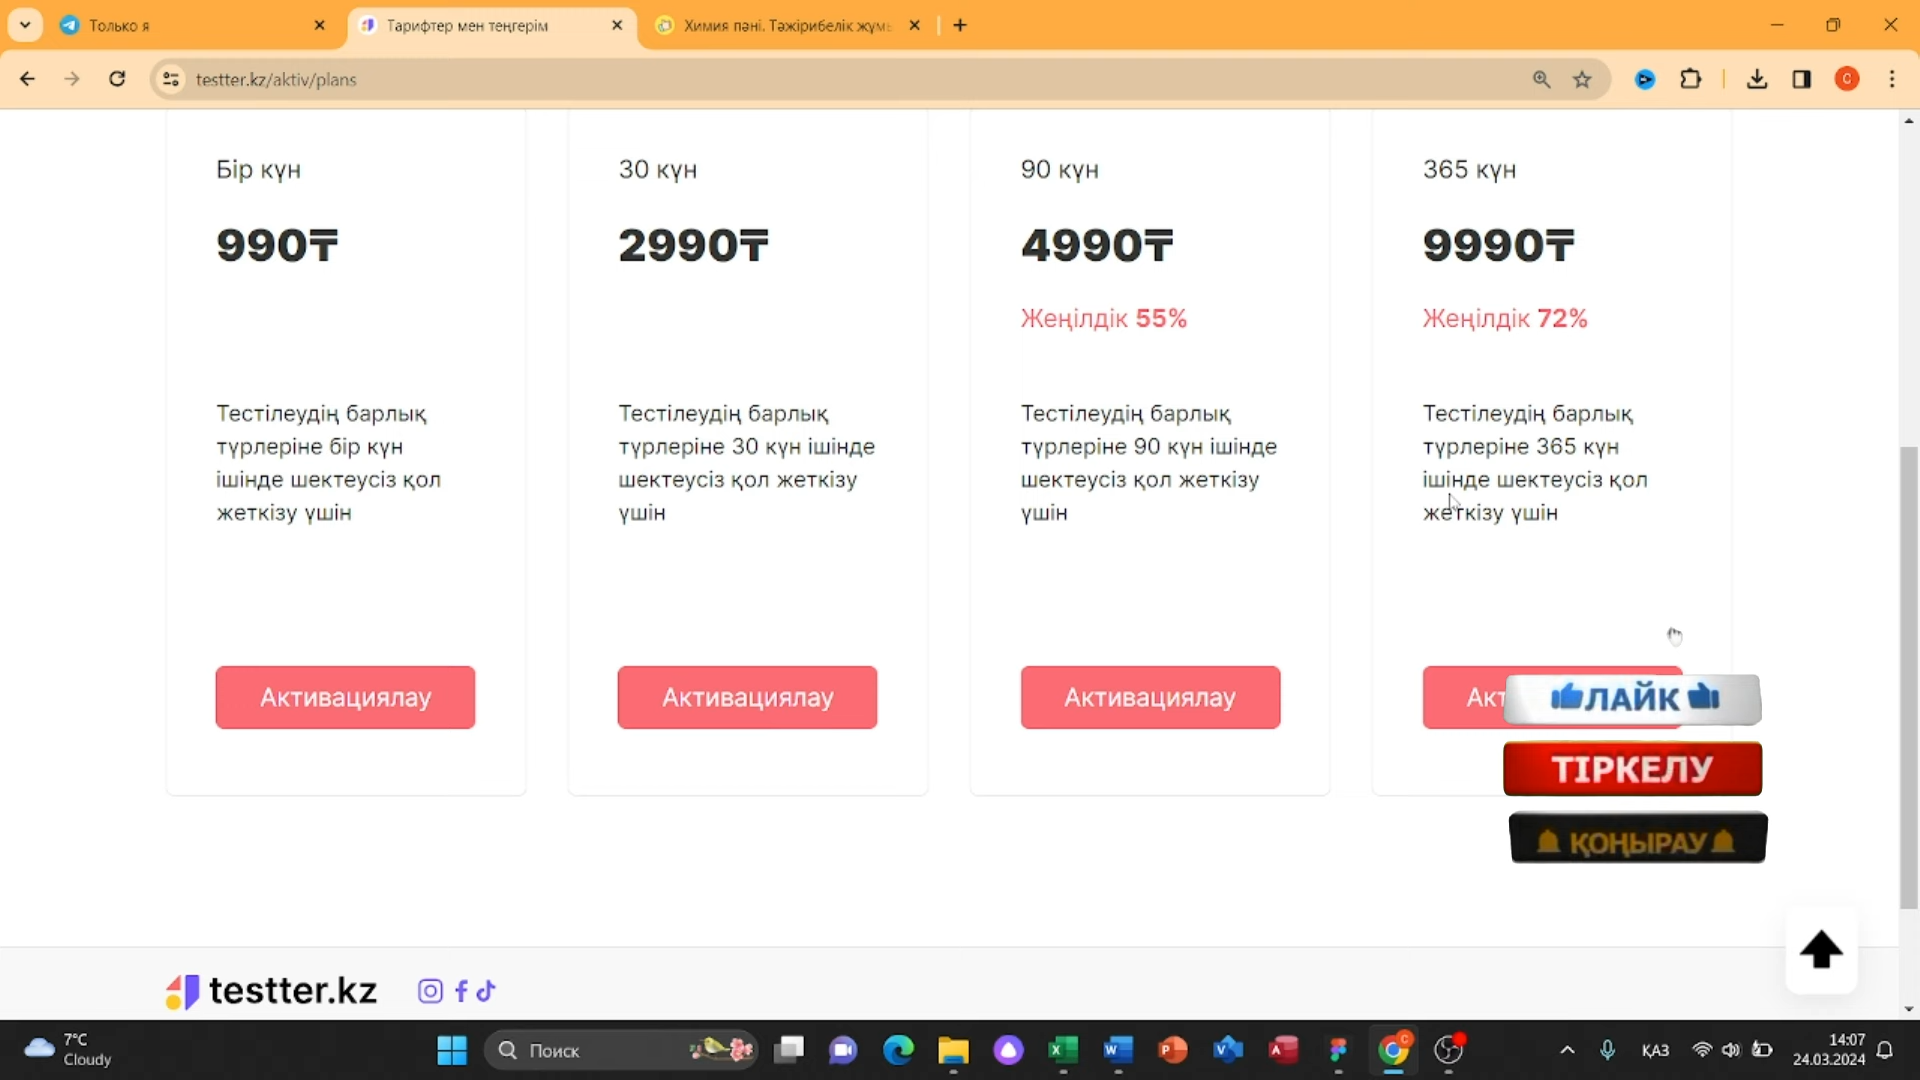 Только я
Тарифтер мен теңгерім
Химия пәні. Тәжірибелік жұмы
testter.kz/aktiv/plans
C
Бір күн
990₸
Тестілеудің барлық
түрлеріне бір күн
ішінде шектеусіз қол
жеткізу үшін
Активациялау
30 күн
2990₸
Тестілеудің барлық
түрлеріне 30 күн ішінде
шектеусіз қол жеткізу
үшін
Активациялау
90 күн
4990₸
Жеңілдік 55%
Тестілеудің барлық
түрлеріне 90 күн ішінде
шектеусіз қол жеткізу
үшін
Активациялау
365 күн
9990₸
Жеңілдік 72%
Тестілеудің барлық
түрлеріне 365 күн
ішінде шектеусіз қол
жеткізу үшін
Акт
ЛАЙК
ТІРКЕЛУ
ҚОҢЫРАУ
testter.kz
7°C
Cloudy
Поиск
ҚАЗ
14:07
24.03.2024